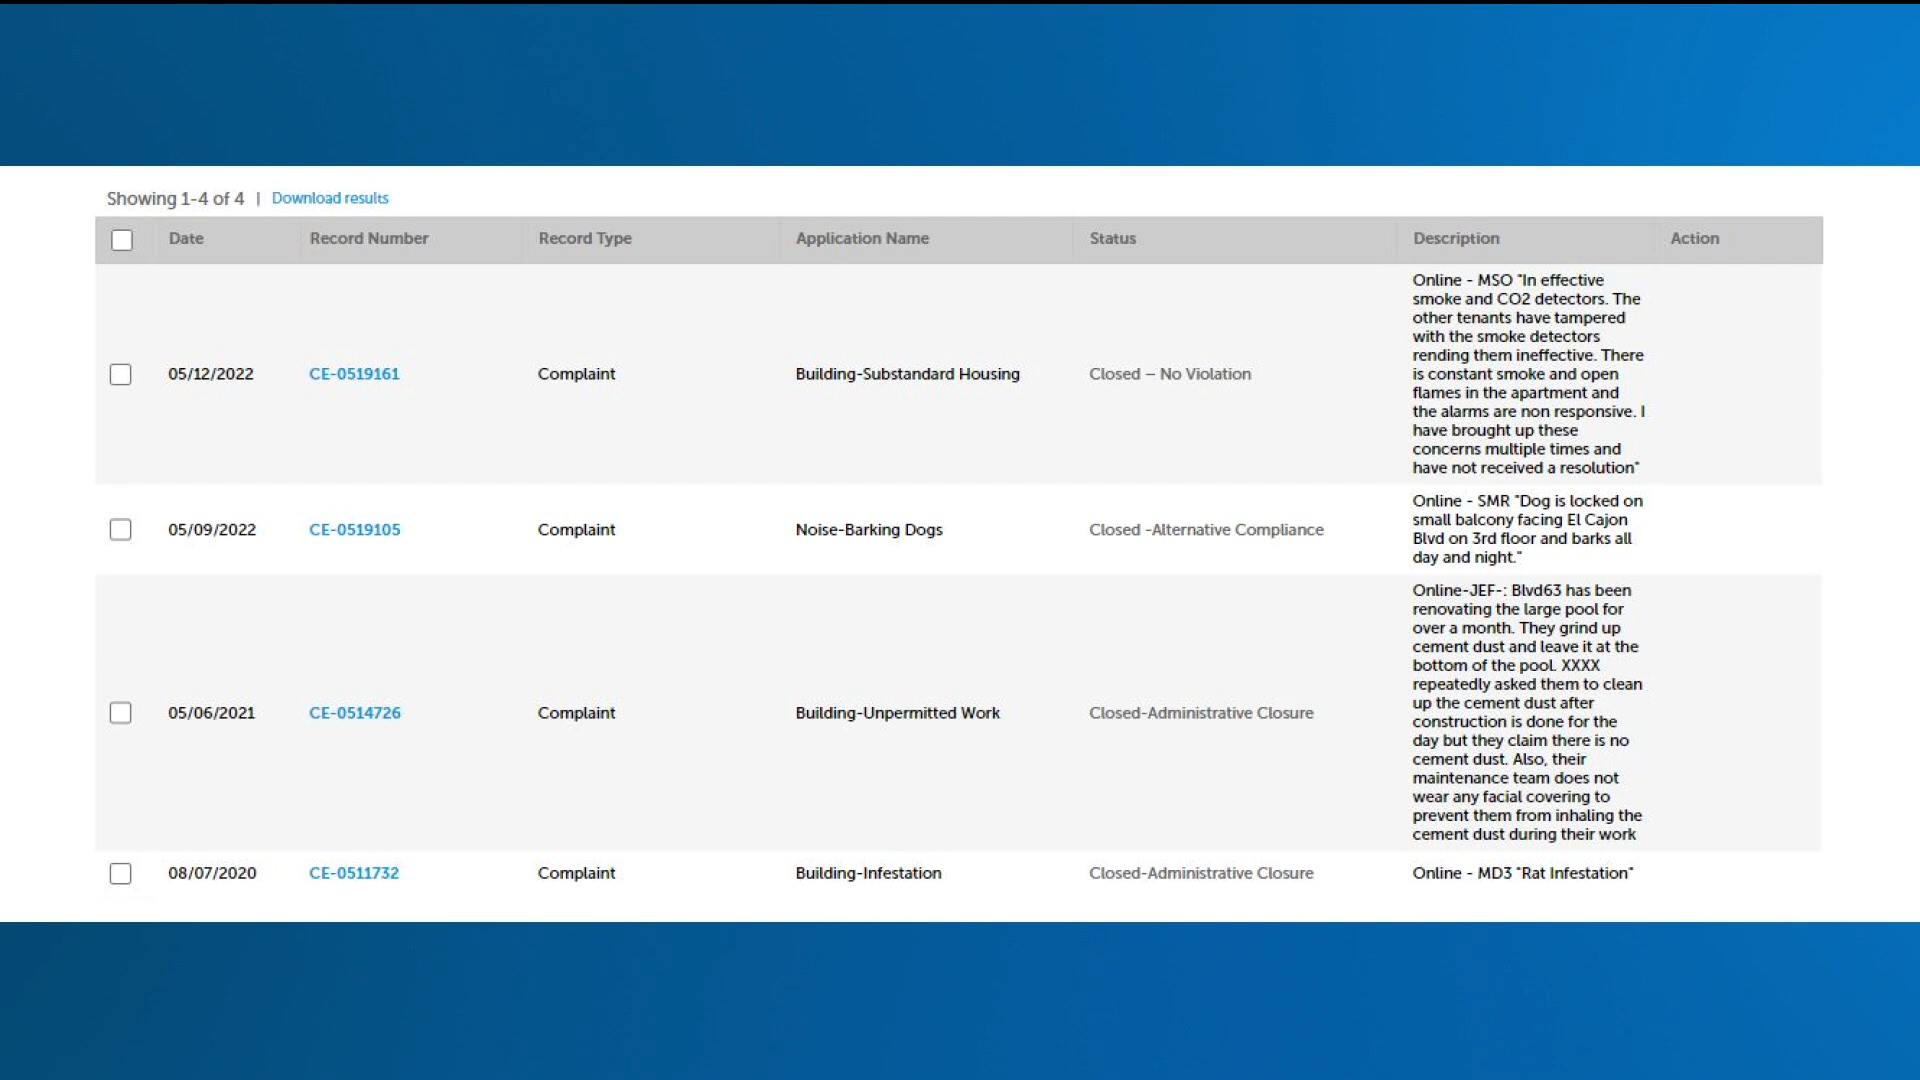 Showing 1-4 of 4 | Download results
Date Record Number Record Type Application Name Status Description Action
05/12/2022 CE-0519161 Complaint Building-Substandard Housing Closed – No Violation
Online - MSO "In effective
smoke and CO2 detectors. The
other tenants have tampered
with the smoke detectors
rending them ineffective. There
is constant smoke and open
flames in the apartment and
the alarms are non responsive. I
have brought up these
concerns multiple times and
have not received a resolution"
05/09/2022 CE-0519105 Complaint Noise-Barking Dogs Closed -Alternative Compliance
Online - SMR "Dog is locked on
small balcony facing El Cajon
Blvd on 3rd floor and barks all
day and night."
05/06/2021 CE-0514726 Complaint Building-Unpermitted Work Closed-Administrative Closure
Online-JEF-: Blvd63 has been
renovating the large pool for
over a month. They grind up
cement dust and leave it at the
bottom of the pool. XXXX
repeatedly asked them to clean
up the cement dust after
construction is done for the
day but they claim there is no
cement dust. Also, their
maintenance team does not
wear any facial covering to
prevent them from inhaling the
cement dust during their work
08/07/2020 CE-0511732 Complaint Building-Infestation Closed-Administrative Closure Online - MD3 "Rat Infestation"